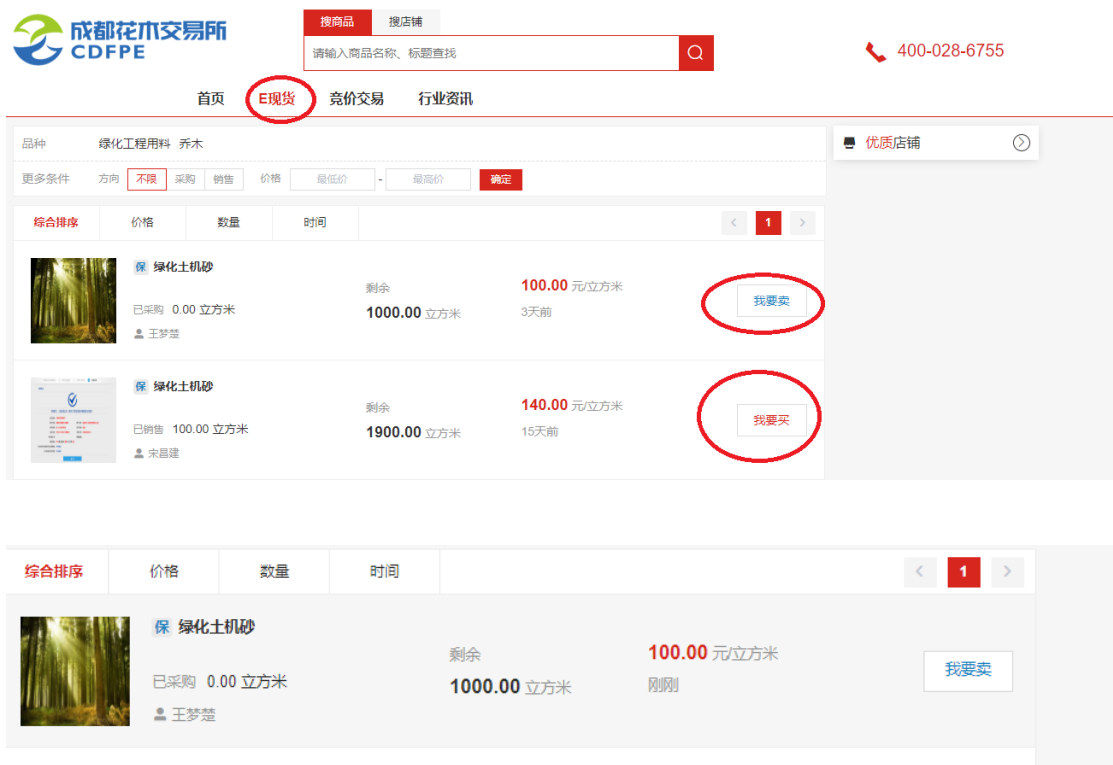 成都花木交易所
CDFPE
搜商品 搜店铺
请输入商品名称、标题查找
400-028-6755
首页 E现货 竞价交易 行业资讯
品种 绿化工程用料 乔木
优质店铺
更多条件 方向 不限 采购 销售 价格 最低价 - 最高价 确定
综合排序 价格 数量 时间 < 1 >
保 绿化土机砂
剩余 100.00 元/立方米
我要卖
已采购 0.00 立方米 1000.00 立方米 3天前
王梦楚
保 绿化土机砂
剩余 140.00 元/立方米
我要买
已销售 100.00 立方米 1900.00 立方米 15天前
宋昌建
综合排序 价格 数量 时间 < 1 >
保 绿化土机砂
剩余 100.00 元/立方米
我要卖
已采购 0.00 立方米 1000.00 立方米 刚刚
王梦楚